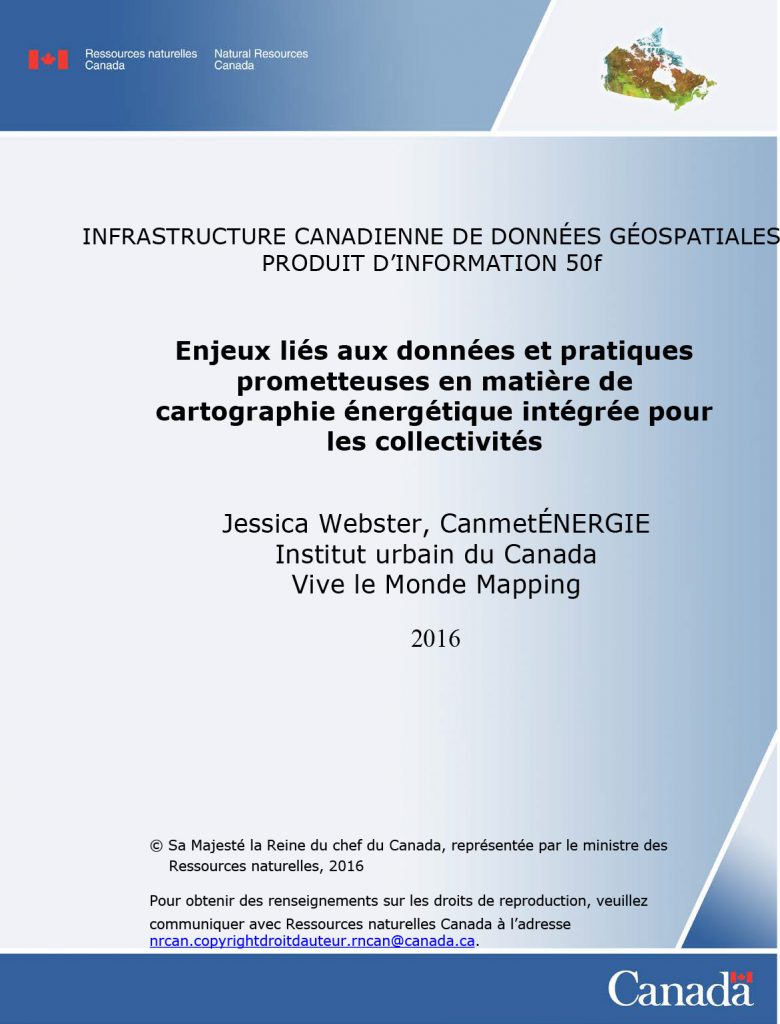 Ressources naturelles
Canada
Natural Resources
Canada
INFRASTRUCTURE CANADIENNE DE DONNÉES GÉOSPATIALES
PRODUIT D’INFORMATION 50f
Enjeux liés aux données et pratiques
prometteuses en matière de
cartographie énergétique intégrée pour
les collectivités
Jessica Webster, CanmetÉNERGIE
Institut urbain du Canada
Vive le Monde Mapping
2016
© Sa Majesté la Reine du chef du Canada, représentée par le ministre des
Ressources naturelles, 2016
Pour obtenir des renseignements sur les droits de reproduction, veuillez
communiquer avec Ressources naturelles Canada à l’adresse
nrcan.copyrightdroitdauteur.rncan@canada.ca.
Canada